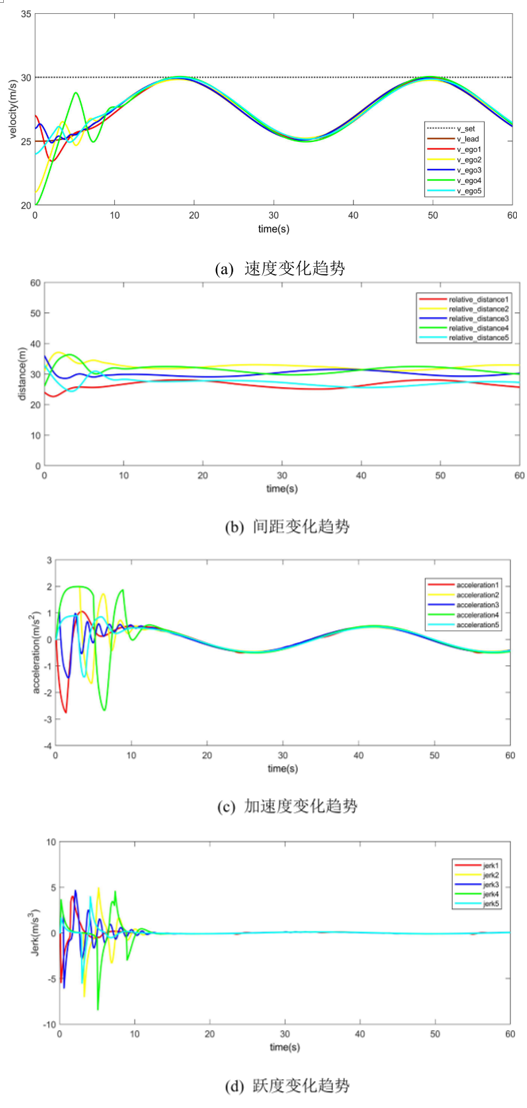 35
30
25
20
velocity(m/s)
v_set
v_lead
v_ego1
v_ego2
v_ego3
v_ego4
v_ego5
0 10 20 30 40 50 60
time(s)
(a) 速度变化趋势
60
50
40
30
20
10
0
distance(m)
relative_distance1
relative_distance2
relative_distance3
relative_distance4
relative_distance5
0 10 20 30 40 50 60
time(s)
(b) 间距变化趋势
3
2
1
0
-1
-2
-3
-4
acceleration(m/s²)
acceleration1
acceleration2
acceleration3
acceleration4
acceleration5
0 10 20 30 40 50 60
time(s)
(c) 加速度变化趋势
10
5
0
-5
-10
Jerk(m/s³)
jerk1
jerk2
jerk3
jerk4
jerk5
0 10 20 30 40 50 60
time(s)
(d) 跃度变化趋势